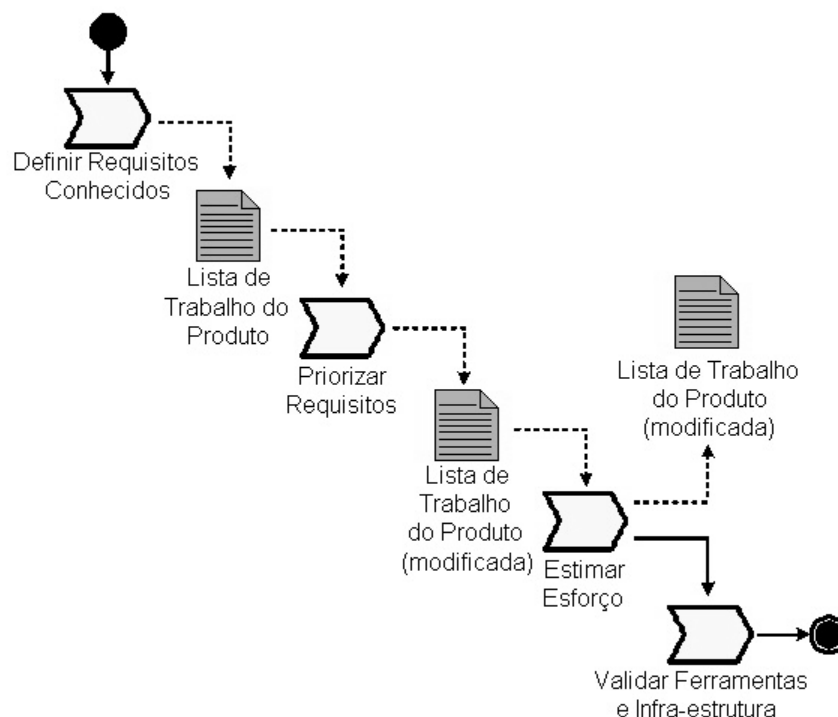 Definir Requisitos
Conhecidos
Lista de
Trabalho do
Produto
Priorizar
Requisitos
Lista de Trabalho
do Produto
(modificada)
Lista de
Trabalho
do Produto
(modificada)
Estimar
Esforço
Validar Ferramentas
e Infra-estrutura